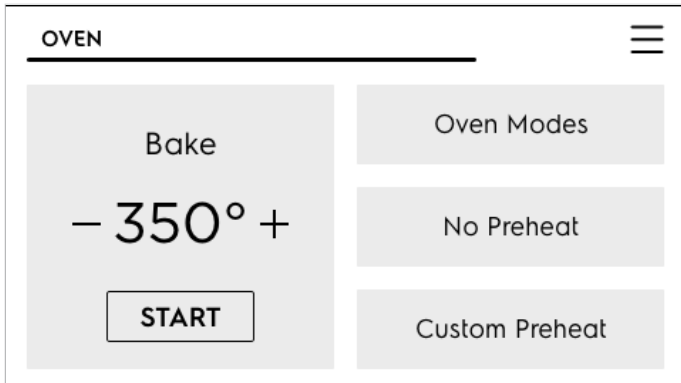 OVEN
Bake
− 350° +
START
Oven Modes
No Preheat
Custom Preheat